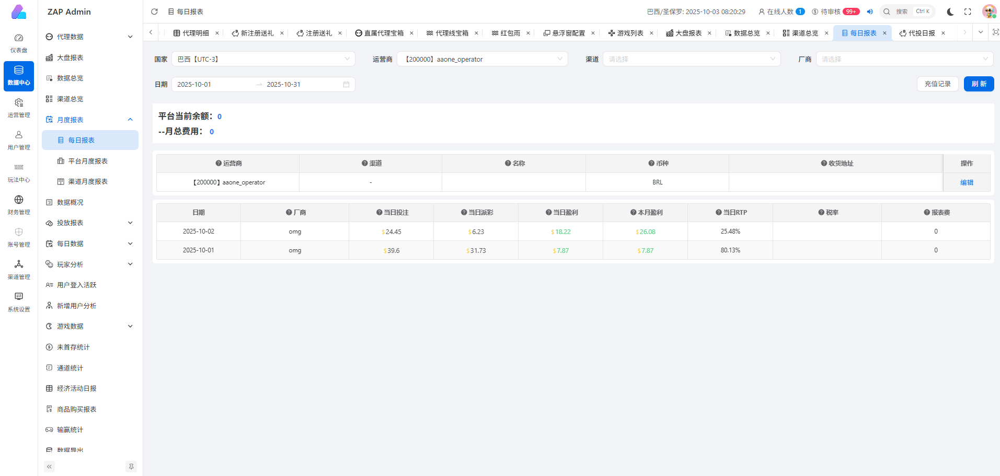 ZAP Admin
每日报表
巴西/圣保罗: 2025-10-03 08:20:29
在线人数 1
待审核 99+
搜索 Ctrl K
仪表盘
数据中心
运营管理
用户管理
玩法中心
财务管理
账号管理
渠道管理
系统设置
代理数据
大盘报表
数据总览
渠道总览
月度报表
每日报表
平台月度报表
渠道月度报表
数据概况
投放报表
每日数据
玩家分析
用户登入活跃
新增用户分析
游戏数据
未首存统计
通道统计
经济活动日报
商品购买报表
输赢统计
数据导出
代理明细 新注册送礼 注册送礼 直属代理宝箱 代理线宝箱 红包雨 悬浮窗配置 游戏列表 大盘报表 数据总览 渠道总览 每日报表 代投日报
国家 巴西【UTC-3】 运营商 【200000】aaone_operator 渠道 请选择 厂商 请选择
日期 2025-10-01 → 2025-10-31 充值记录 刷 新
平台当前余额: 0
--月总费用: 0
运营商 渠道 名称 币种 收货地址 操作
【200000】aaone_operator - BRL 编辑
日期 厂商 当日投注 当日派彩 当日盈利 本月盈利 当日RTP 税率 报表费
2025-10-02 omg $24.45 $6.23 $18.22 $26.08 25.48% 0
2025-10-01 omg $39.6 $31.73 $7.87 $7.87 80.13% 0